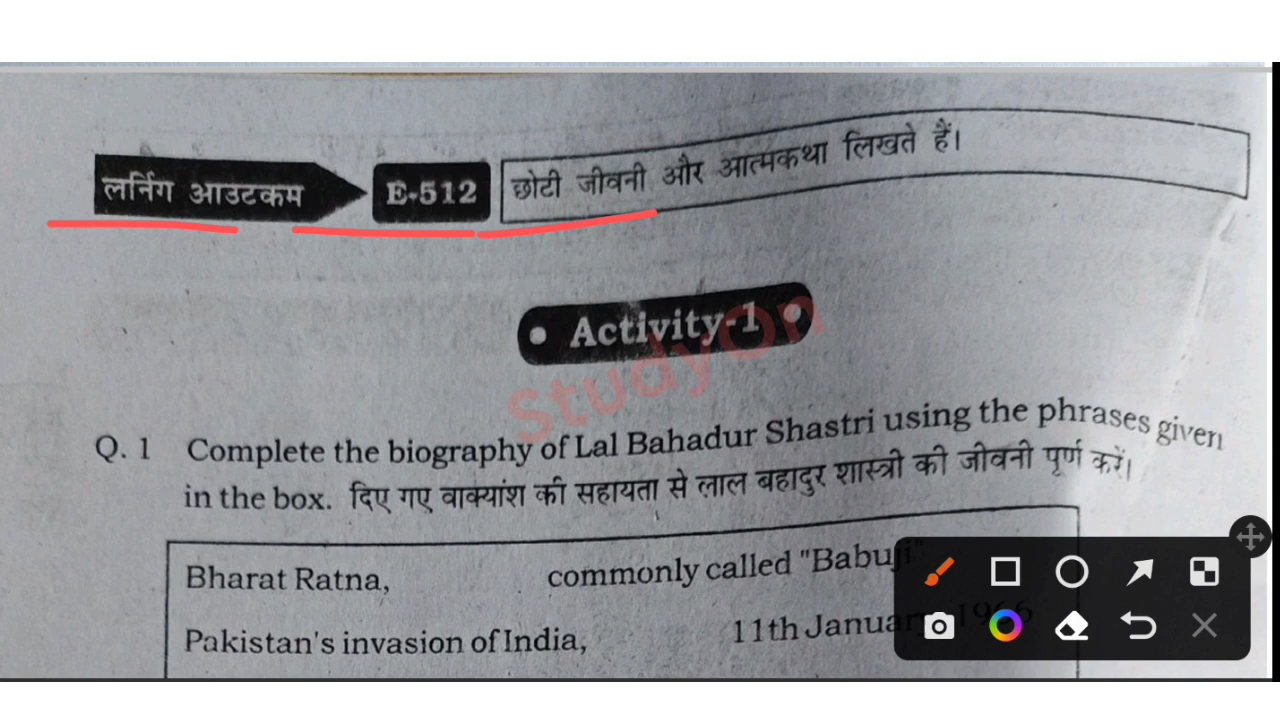 लर्निंग आउटकम E-512 छोटी जीवनी और आत्मकथा लिखते हैं।
• Activity-1 •
StudyOn
Q. 1 Complete the biography of Lal Bahadur Shastri using the phrases given
in the box. दिए गए वाक्यांश की सहायता से लाल बहादुर शास्त्री की जीवनी पूर्ण करें।
Bharat Ratna, commonly called "Babuji"
Pakistan's invasion of India, 11th January 1966